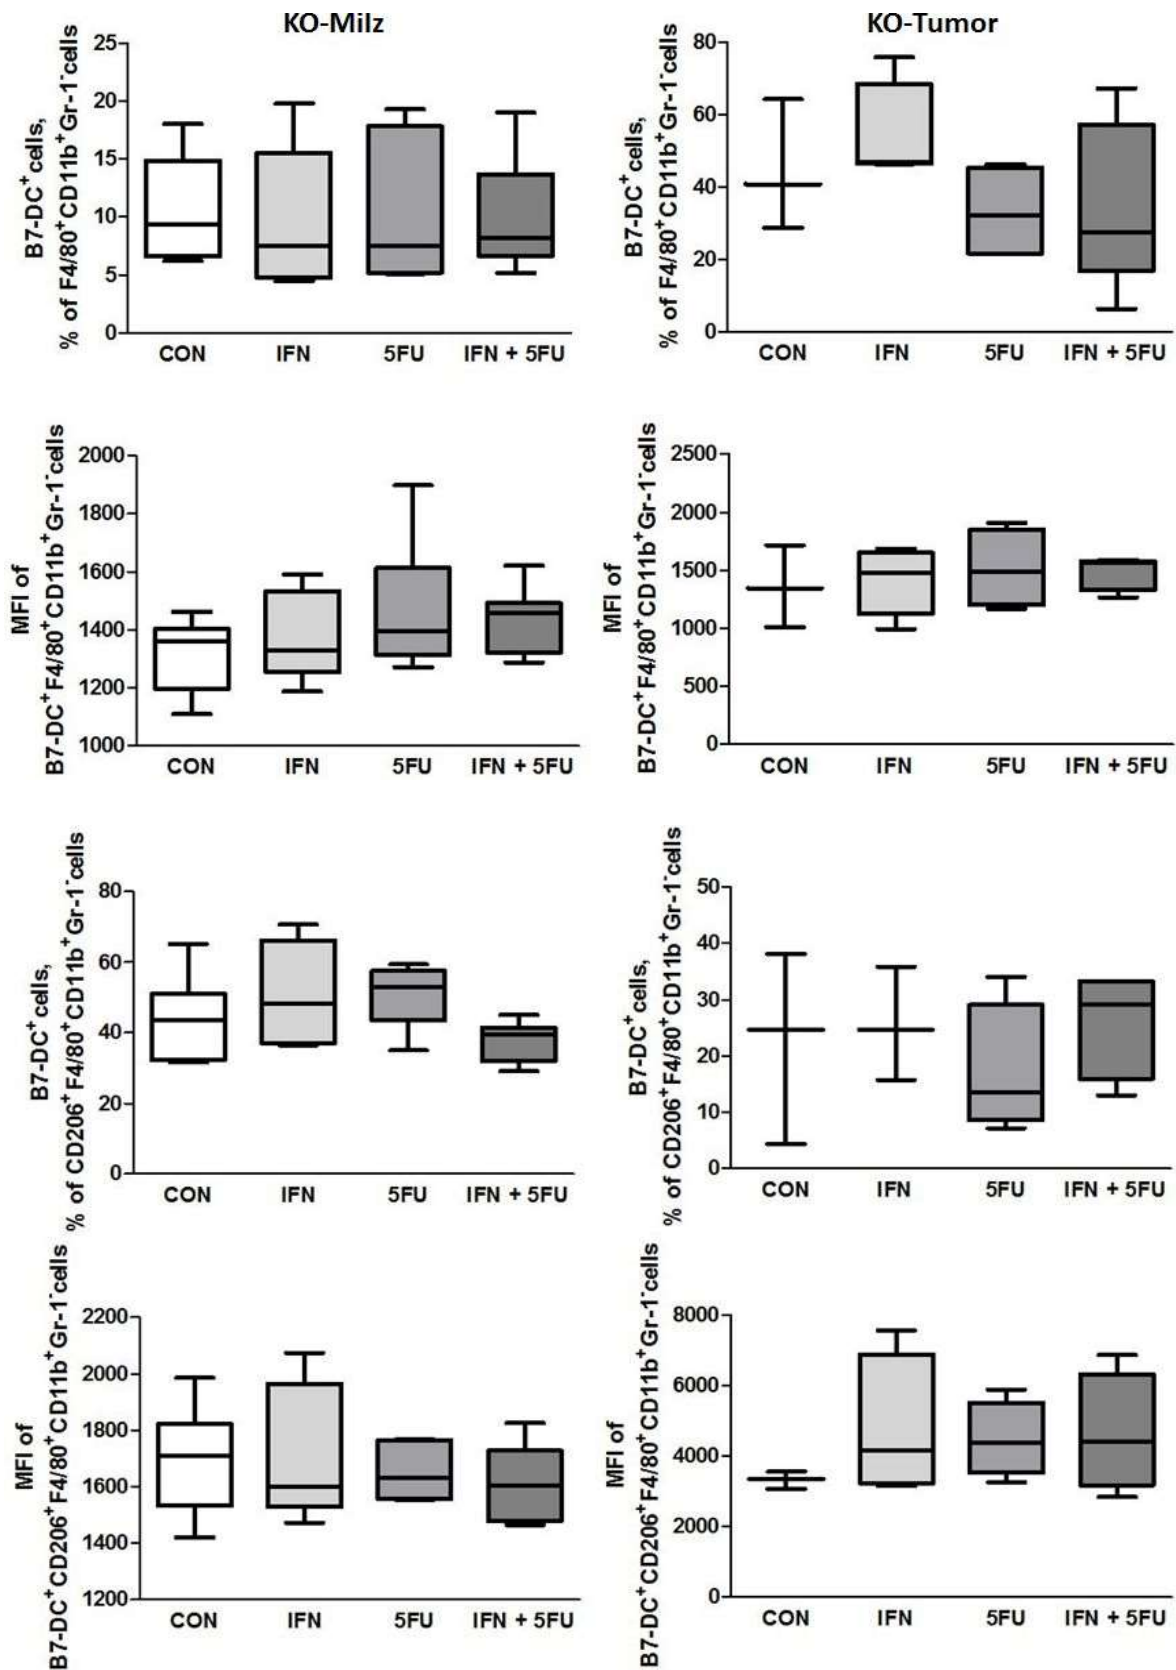 KO-Milz
KO-Tumor
B7-DC⁺cells,
% of F4/80⁺CD11b⁺Gr-1⁻cells
25
20
15
10
5
0
CON IFN 5FU IFN + 5FU
B7-DC⁺cells,
% of F4/80⁺CD11b⁺Gr-1⁻cells
80
60
40
20
0
CON IFN 5FU IFN + 5FU
MFI of
B7-DC⁺F4/80⁺CD11b⁺Gr-1⁻cells
2000
1800
1600
1400
1200
1000
CON IFN 5FU IFN + 5FU
MFI of
B7-DC⁺F4/80⁺CD11b⁺Gr-1⁻cells
2500
2000
1500
1000
500
0
CON IFN 5FU IFN + 5FU
B7-DC⁺cells,
% of CD206⁺F4/80⁺CD11b⁺Gr-1⁻cells
80
60
40
20
0
CON IFN 5FU IFN + 5FU
B7-DC⁺cells,
% of CD206⁺F4/80⁺CD11b⁺Gr-1⁻cells
50
40
30
20
10
0
CON IFN 5FU IFN + 5FU
MFI of
B7-DC⁺CD206⁺F4/80⁺CD11b⁺Gr-1⁻cells
2200
2000
1800
1600
1400
1200
CON IFN 5FU IFN + 5FU
MFI of
B7-DC⁺CD206⁺F4/80⁺CD11b⁺Gr-1⁻cells
8000
6000
4000
2000
0
CON IFN 5FU IFN + 5FU